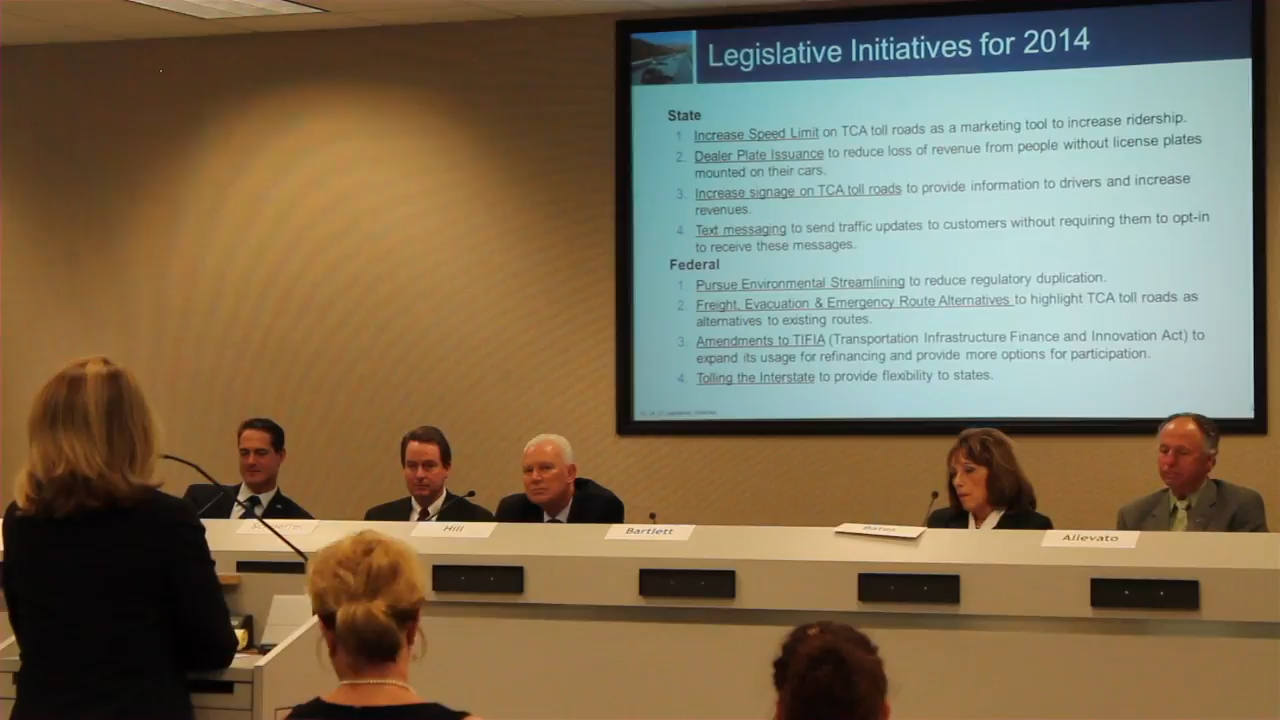 Legislative Initiatives for 2014
State
1. Increase Speed Limit on TCA toll roads as a marketing tool to increase ridership.
2. Dealer Plate Issuance to reduce loss of revenue from people without license plates
mounted on their cars.
3. Increase signage on TCA toll roads to provide information to drivers and increase
revenues.
4. Text messaging to send traffic updates to customers without requiring them to opt-in
to receive these messages.
Federal
1. Pursue Environmental Streamlining to reduce regulatory duplication.
2. Freight, Evacuation & Emergency Route Alternatives to highlight TCA toll roads as
alternatives to existing routes.
3. Amendments to TIFIA (Transportation Infrastructure Finance and Innovation Act) to
expand its usage for refinancing and provide more options for participation.
4. Tolling the Interstate to provide flexibility to states.
Hill
Bartlett
Bates
Allevato